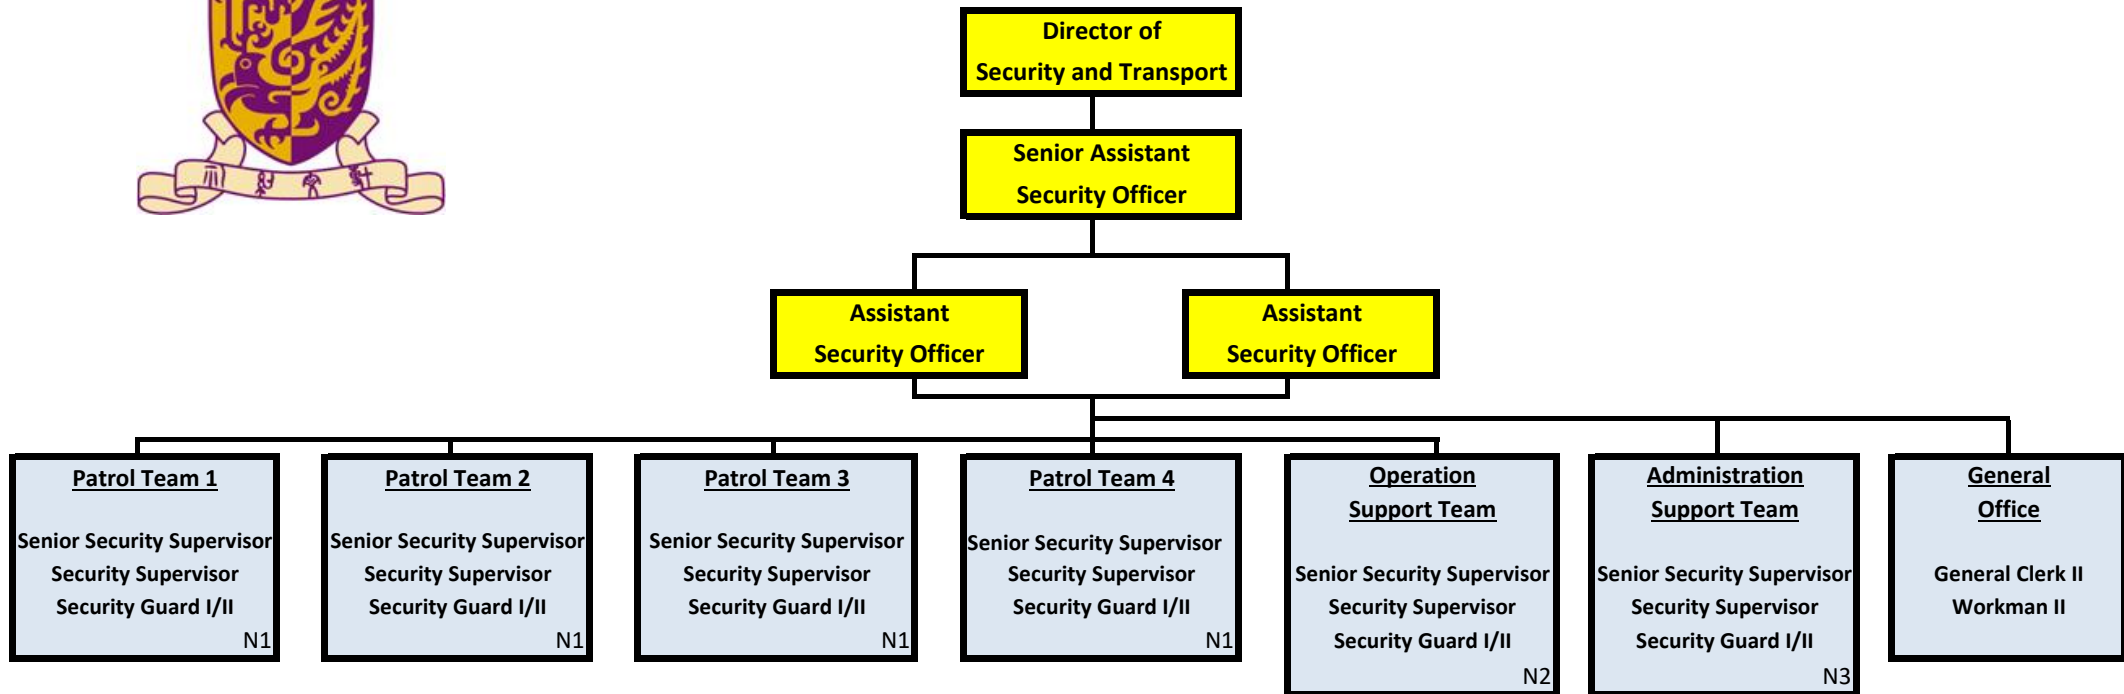 Director of
Security and Transport
Senior Assistant
Security Officer
Assistant
Security Officer
Assistant
Security Officer
Patrol Team 1
Senior Security Supervisor
Security Supervisor
Security Guard I/II
N1
Patrol Team 2
Senior Security Supervisor
Security Supervisor
Security Guard I/II
N1
Patrol Team 3
Senior Security Supervisor
Security Supervisor
Security Guard I/II
N1
Patrol Team 4
Senior Security Supervisor
Security Supervisor
Security Guard I/II
N1
Operation
Support Team
Senior Security Supervisor
Security Supervisor
Security Guard I/II
N2
Administration
Support Team
Senior Security Supervisor
Security Supervisor
Security Guard I/II
N3
General
Office
General Clerk II
Workman II